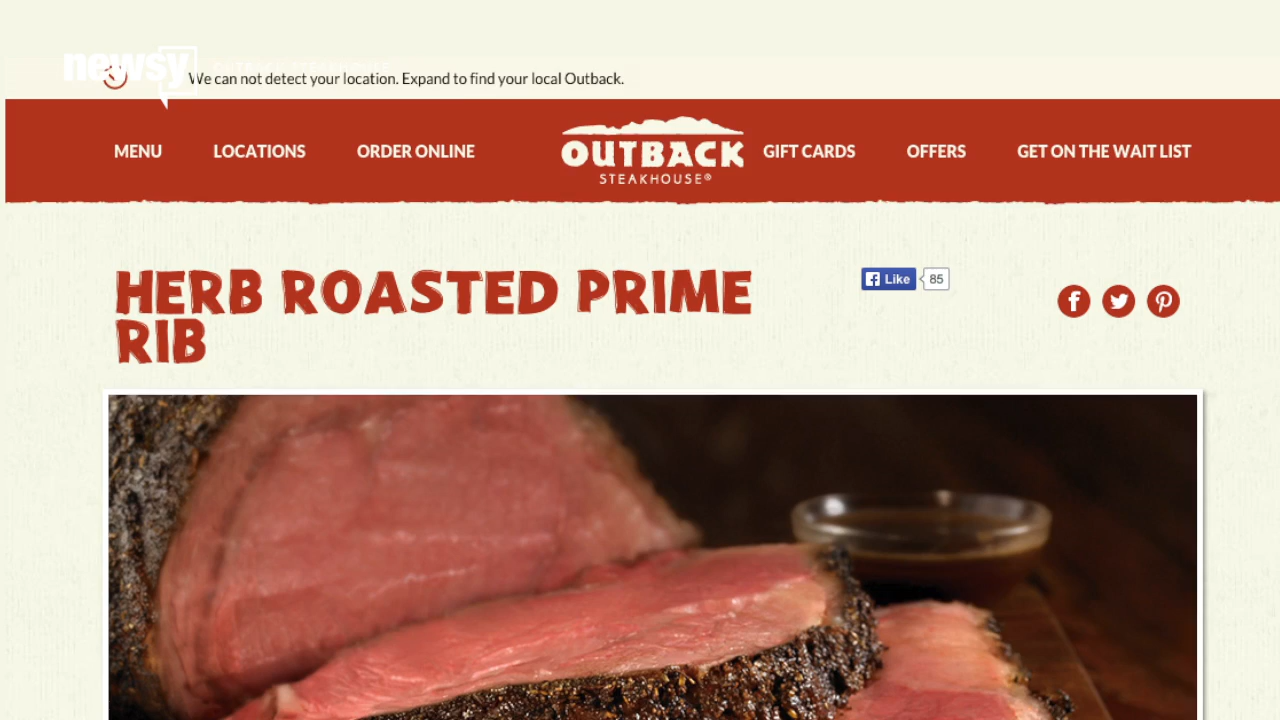 newsy
We can not detect your location. Expand to find your local Outback.
MENU LOCATIONS ORDER ONLINE OUTBACK STEAKHOUSE® GIFT CARDS OFFERS GET ON THE WAIT LIST
HERB ROASTED PRIME
RIB
Like 85